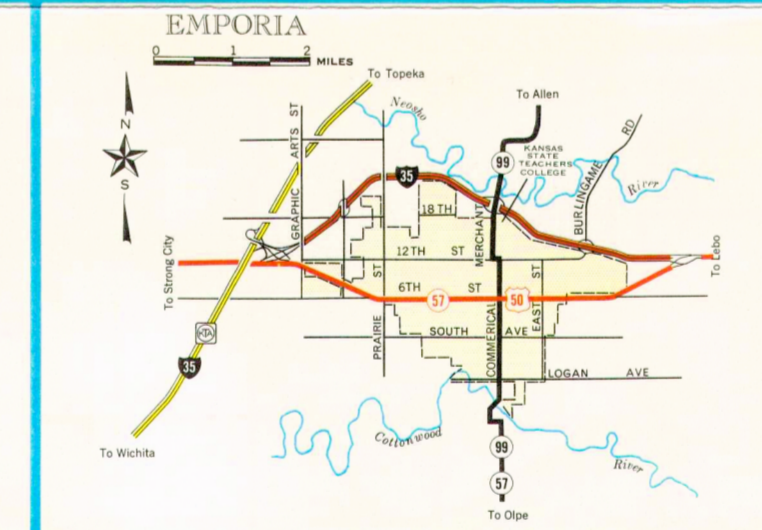 EMPORIA
0 1 2
MILES
To Topeka
Neosho
To Allen
N
S
GRAPHIC ARTS ST
99
KANSAS
STATE
TEACHERS
COLLEGE
BURLINGAME RD
River
35
18 TH
MERCHANT
12TH ST
To Strong City
To Lebo
PRAIRIE ST
6TH ST
57
50
EAST ST
KTA
SOUTH AVE
COMMERICAL
35
LOGAN AVE
To Wichita
Cottonwood
River
99
57
To Olpe